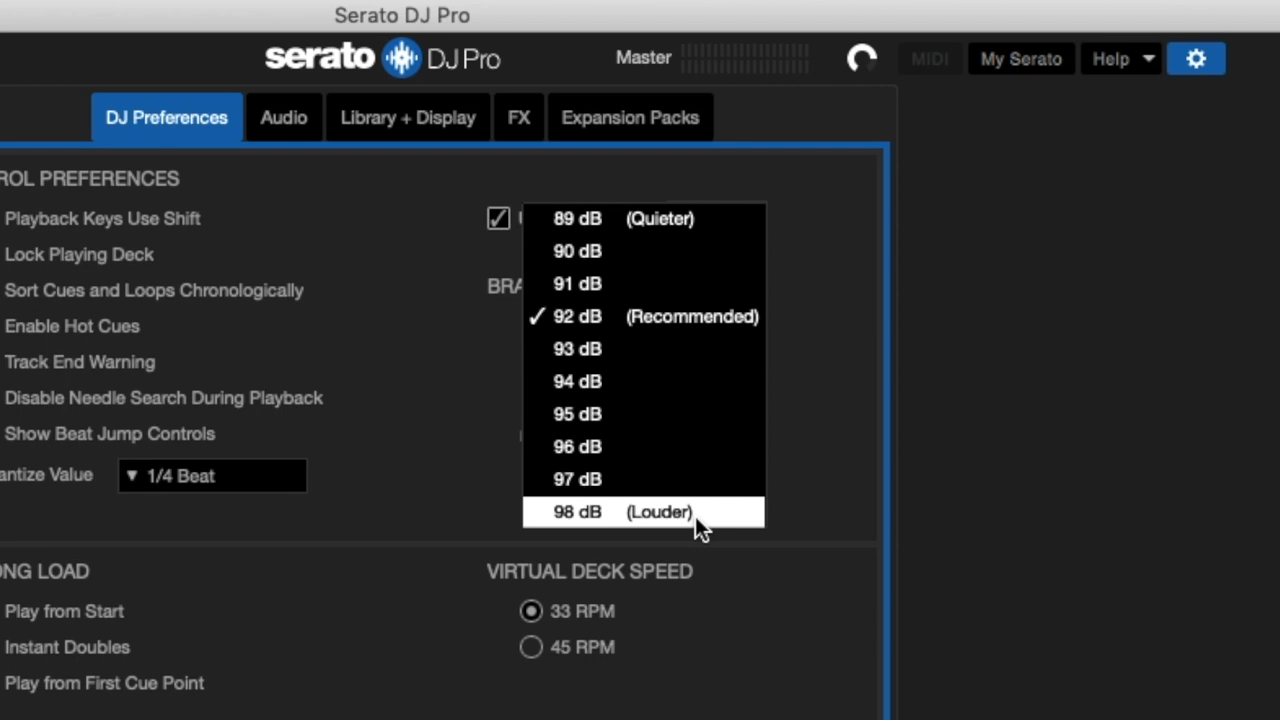 Serato DJ Pro
serato DJ Pro
Master
MIDI
My Serato
Help
DJ Preferences
Audio
Library + Display
FX
Expansion Packs
ROL PREFERENCES
Playback Keys Use Shift
Lock Playing Deck
Sort Cues and Loops Chronologically
Enable Hot Cues
Track End Warning
Disable Needle Search During Playback
Show Beat Jump Controls
antize Value
1/4 Beat
BRA
89 dB (Quieter)
90 dB
91 dB
✓ 92 dB (Recommended)
93 dB
94 dB
95 dB
96 dB
97 dB
98 dB (Louder)
ONG LOAD
Play from Start
Instant Doubles
Play from First Cue Point
VIRTUAL DECK SPEED
33 RPM
45 RPM